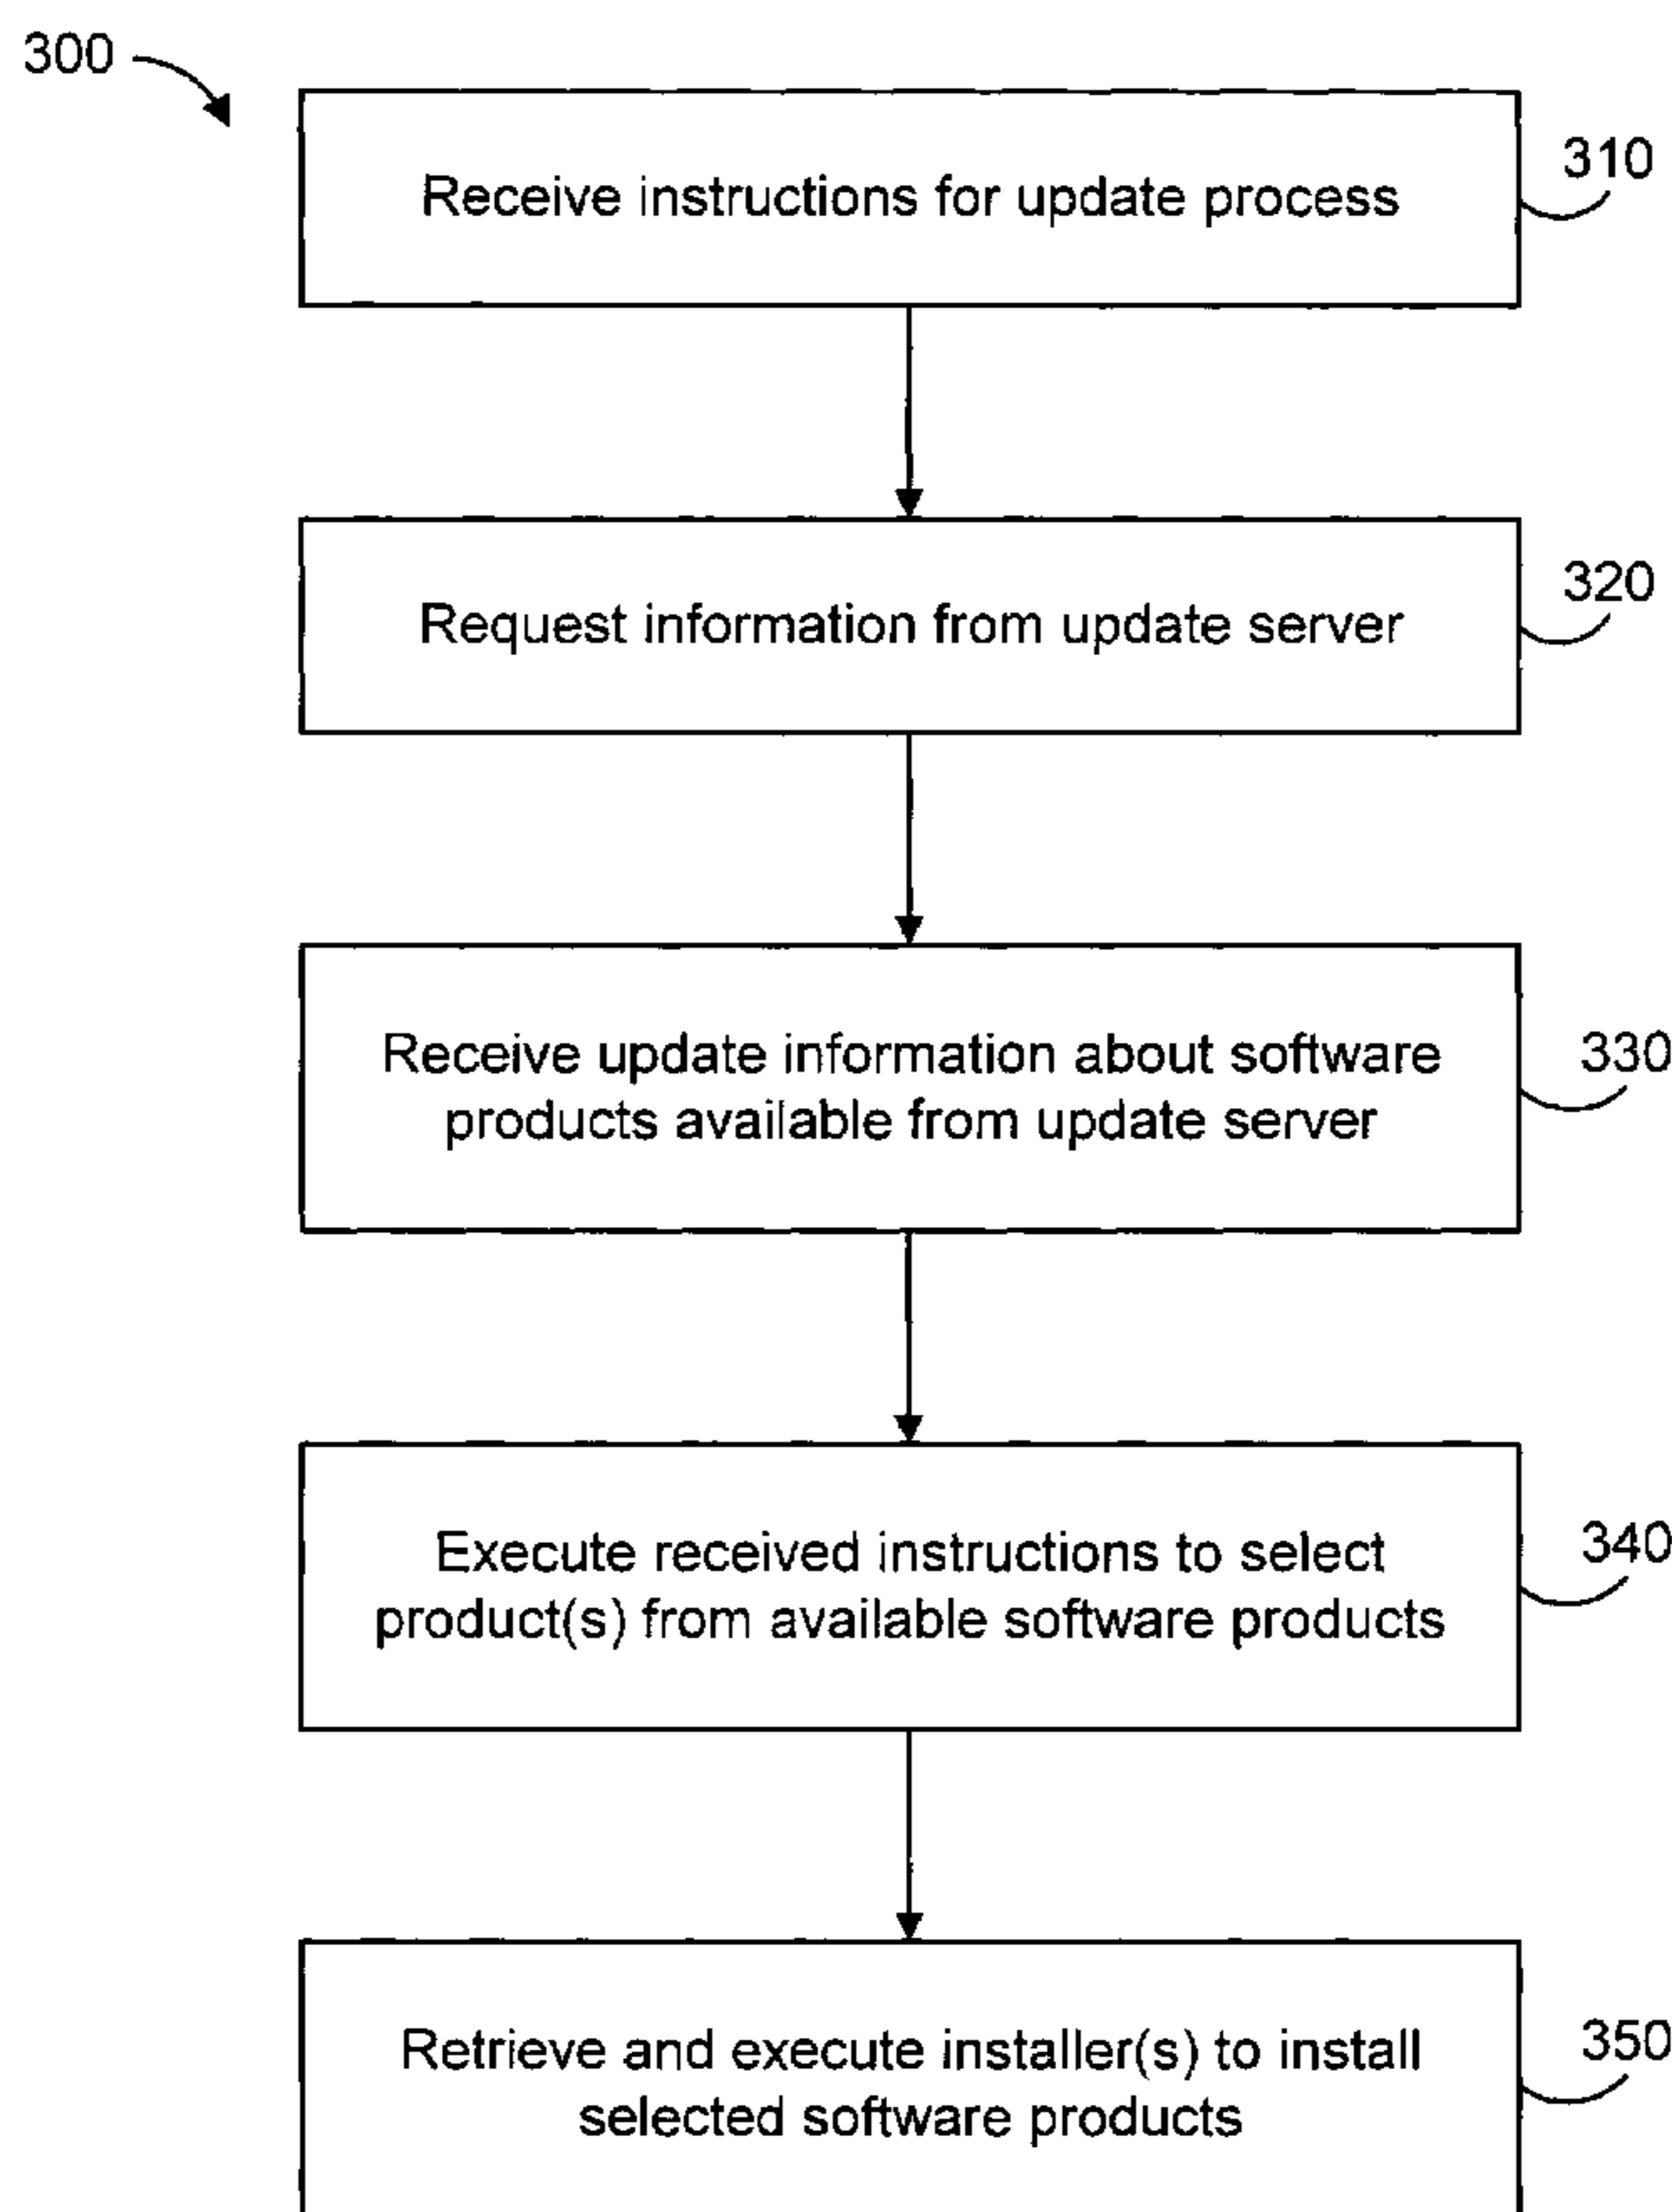 300
Receive instructions for update process
310
Request information from update server
320
Receive update information about software
products available from update server
330
Execute received instructions to select
product(s) from available software products
340
Retrieve and execute installer(s) to install
selected software products
350